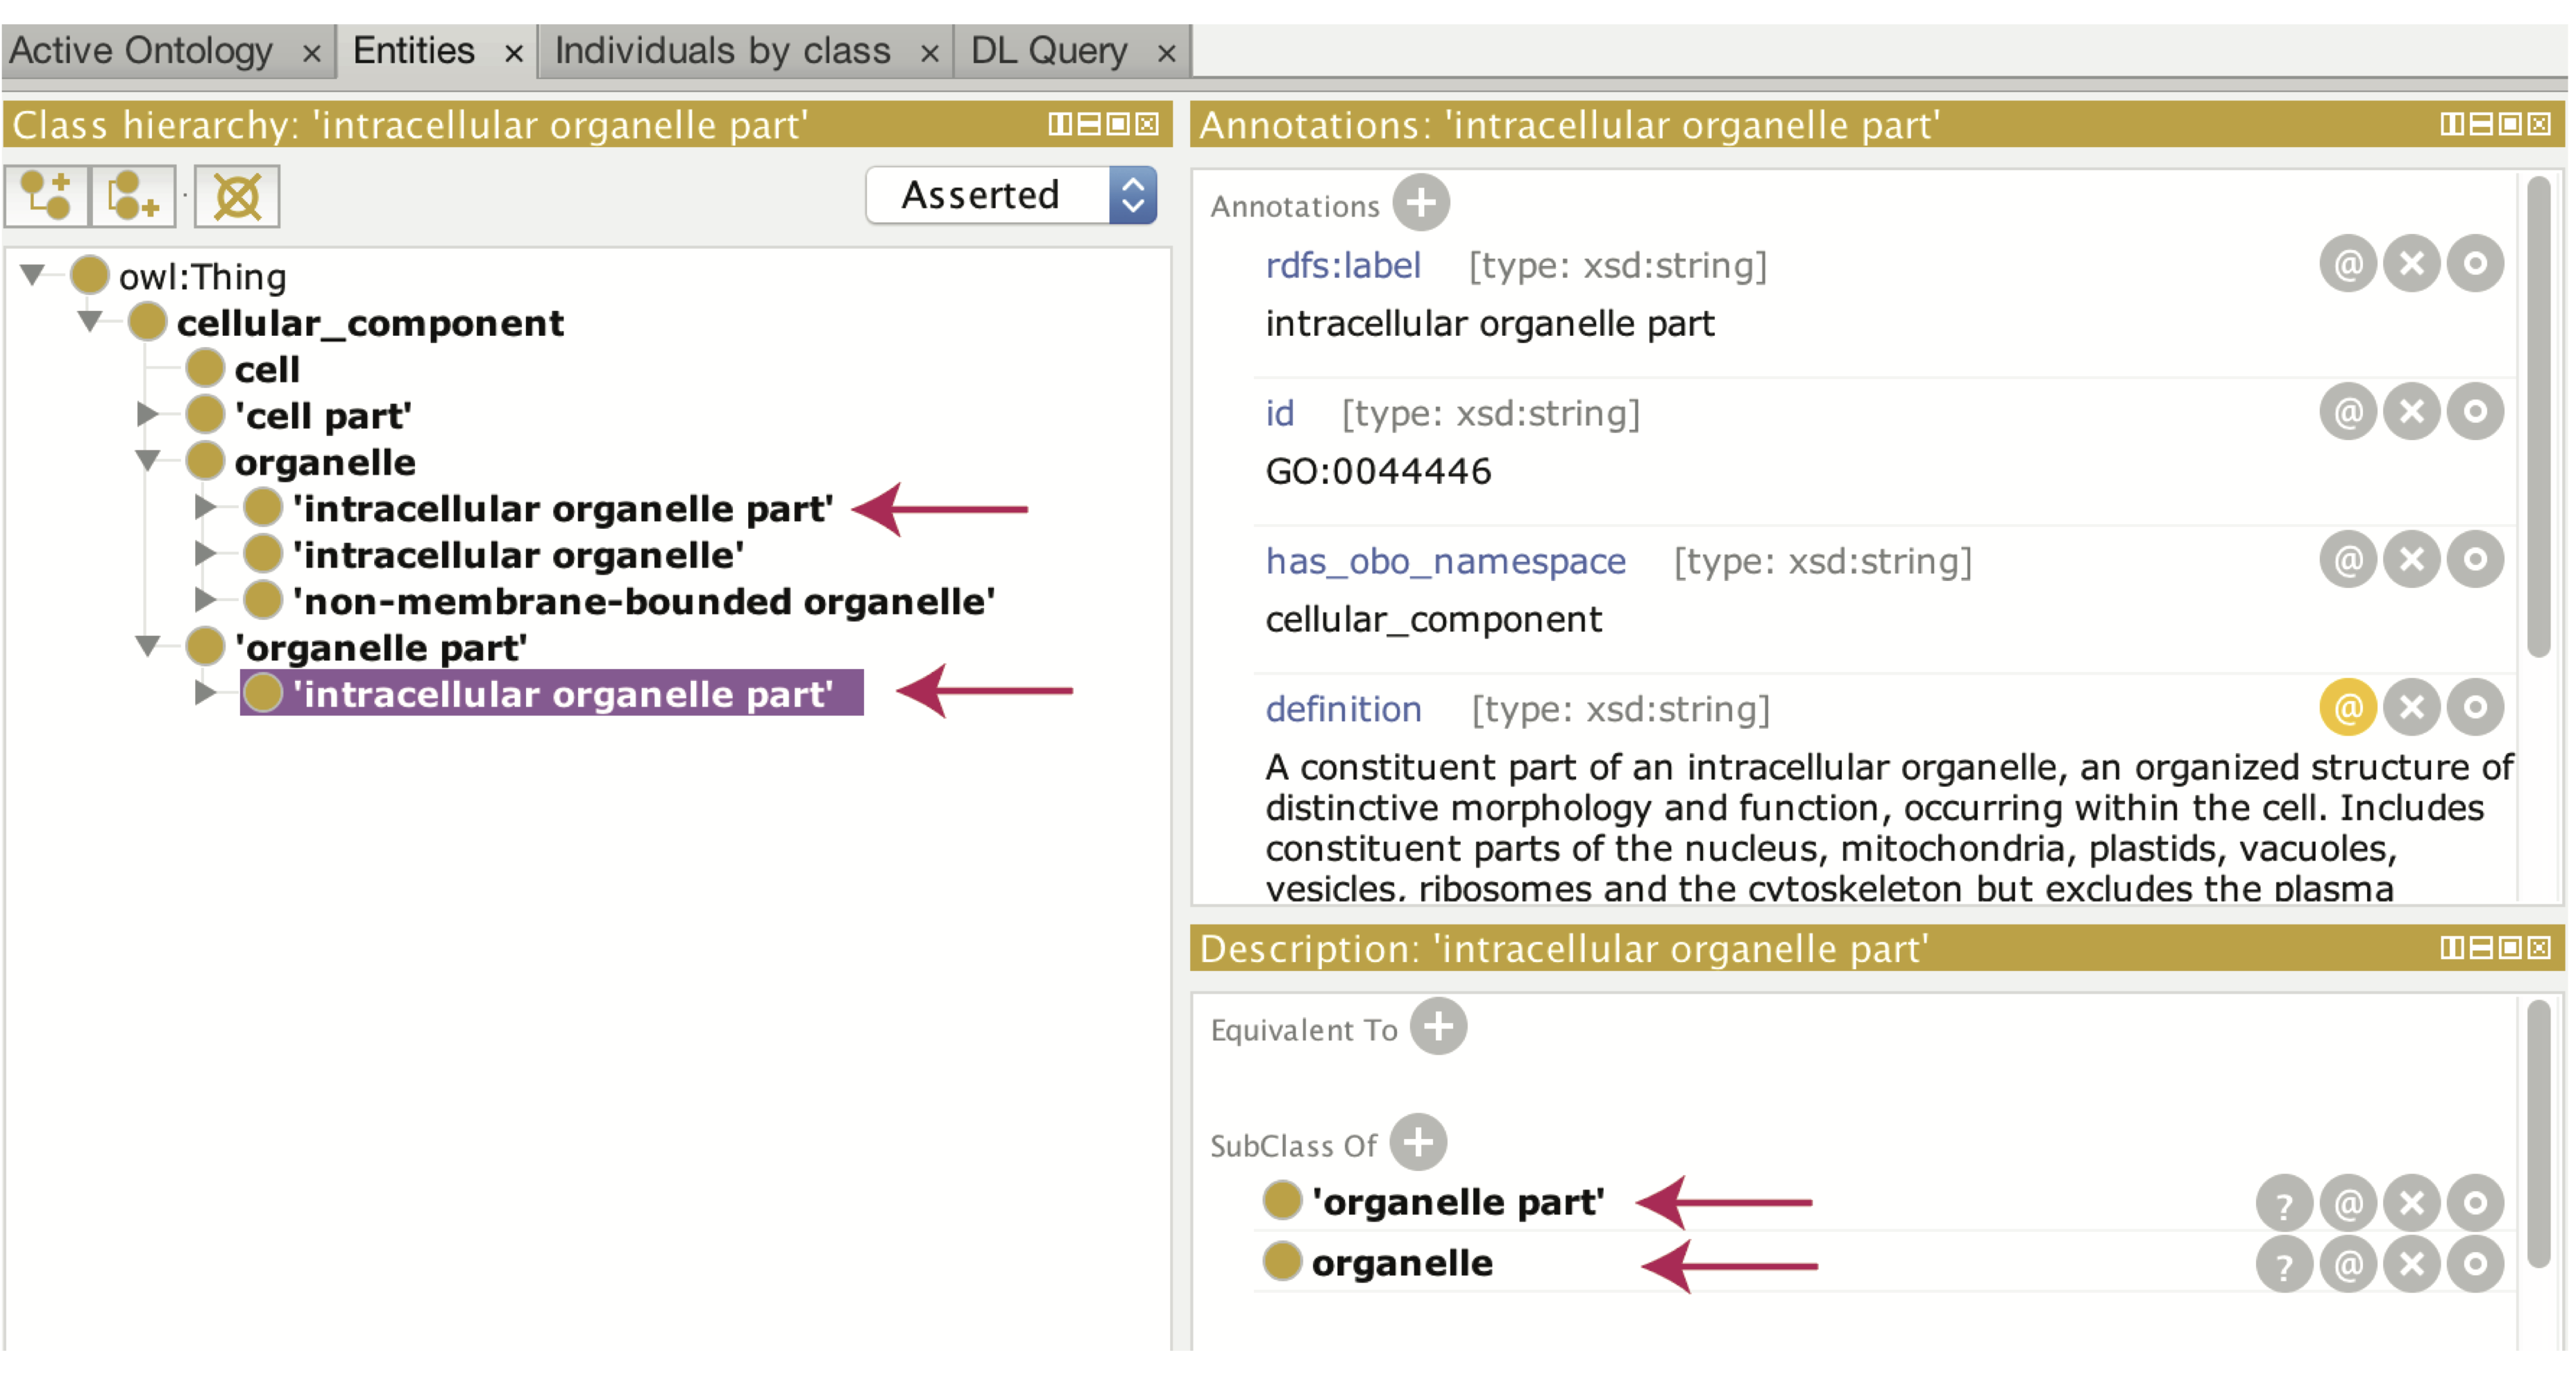 Active Ontology × Entities × Individuals by class × DL Query ×
Class hierarchy: 'intracellular organelle part'
Asserted
owl:Thing
cellular_component
cell
'cell part'
organelle
'intracellular organelle part'
'intracellular organelle'
'non-membrane-bounded organelle'
'organelle part'
'intracellular organelle part'
Annotations: 'intracellular organelle part'
Annotations +
rdfs:label [type: xsd:string] @
intracellular organelle part
id [type: xsd:string] @
GO:0044446
has_obo_namespace [type: xsd:string] @
cellular_component
definition [type: xsd:string] @
A constituent part of an intracellular organelle, an organized structure of
distinctive morphology and function, occurring within the cell. Includes
constituent parts of the nucleus, mitochondria, plastids, vacuoles,
vesicles, ribosomes and the cytoskeleton but excludes the plasma
Description: 'intracellular organelle part'
Equivalent To +
SubClass Of +
'organelle part' ? @
organelle ? @